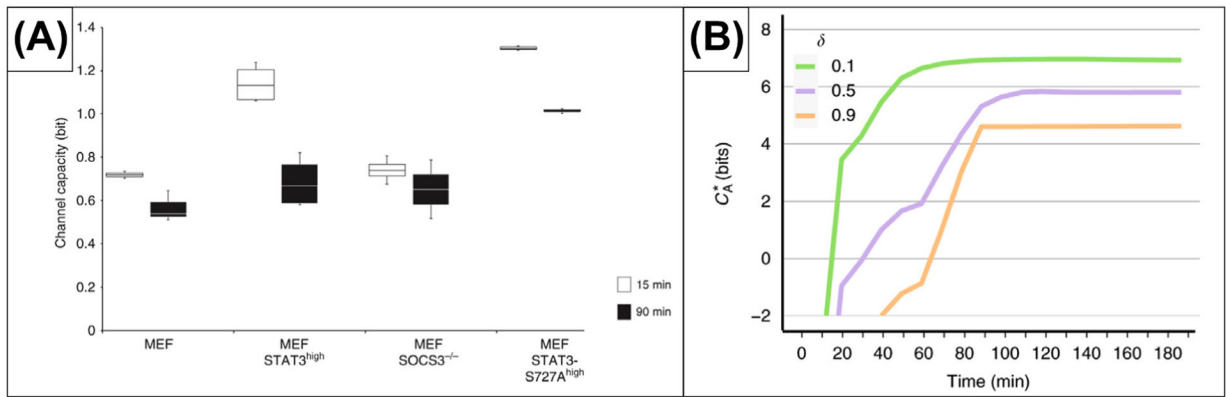 (A)
Channel capacity (bit)
1.4
1.2
1.0
0.8
0.6
0.4
1.2
0
MEF
MEF
STAT3high
MEF
SOCS3–/–
MEF
STAT3-
S727Ahigh
15 min
90 min
(B)
C*A (bits)
8
6
4
2
0
−2
δ
0.1
0.5
0.9
0 20 40 60 80 100 120 140 160 180
Time (min)